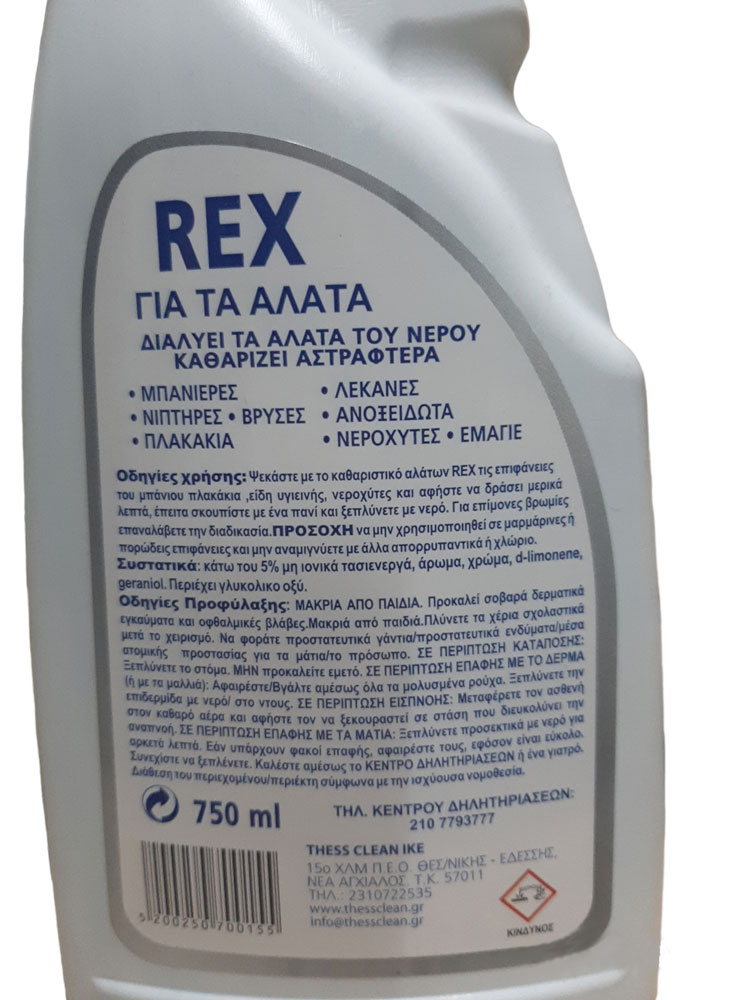 REX
ΓΙΑ ΤΑ ΑΛΑΤΑ
ΔΙΑΛΥΕΙ ΤΑ ΑΛΑΤΑ ΤΟΥ ΝΕΡΟΥ
ΚΑΘΑΡΙΖΕΙ ΑΣΤΡΑΦΤΕΡΑ
• ΜΠΑΝΙΕΡΕΣ • ΛΕΚΑΝΕΣ
• ΝΙΠΤΗΡΕΣ • ΒΡΥΣΕΣ • ΑΝΟΞΕΙΔΩΤΑ
• ΠΛΑΚΑΚΙΑ • ΝΕΡΟΧΥΤΕΣ • ΕΜΑΓΙΕ
Οδηγίες χρήσης: Ψεκάστε με το καθαριστικό αλάτων REX τις επιφάνειες
του μπάνιου πλακάκια ,είδη υγιεινής, νεροχύτες και αφήστε να δράσει μερικά
λεπτά, έπειτα σκουπίστε με ένα πανί και ξεπλύνετε με νερό. Για επίμονες βρωμίες
επαναλάβετε την διαδικασία.ΠΡΟΣΟΧΗ να μην χρησιμοποιηθεί σε μαρμάρινες ή
πορώδεις επιφάνειες και μην αναμιγνύετε με άλλα απορρυπαντικά ή χλώριο.
Συστατικά: κάτω του 5% μη ιονικά τασιενεργά, άρωμα, χρώμα, d-limonene,
geraniol. Περιέχει γλυκολικο οξύ.
Οδηγίες Προφύλαξης: ΜΑΚΡΙΑ ΑΠΟ ΠΑΙΔΙΑ. Προκαλεί σοβαρά δερματικά
εγκαύματα και οφθαλμικές βλάβες.Μακριά από παιδιά.Πλύνετε τα χέρια σχολαστικά
μετά το χειρισμό. Να φοράτε προστατευτικά γάντια/προστατευτικά ενδύματα/μέσα
ατομικής προστασίας για τα μάτια/το πρόσωπο. ΣΕ ΠΕΡΙΠΤΩΣΗ ΚΑΤΑΠΟΣΗΣ:
Ξεπλύνετε το στόμα. ΜΗΝ προκαλείτε εμετό. ΣΕ ΠΕΡΙΠΤΩΣΗ ΕΠΑΦΗΣ ΜΕ ΤΟ ΔΕΡΜΑ
(ή με τα μαλλιά): Αφαιρέστε/Βγάλτε αμέσως όλα τα μολυσμένα ρούχα. Ξεπλύνετε την
επιδερμίδα με νερό/ στο ντους. ΣΕ ΠΕΡΙΠΤΩΣΗ ΕΙΣΠΝΟΗΣ: Μεταφέρετε τον ασθενή
στον καθαρό αέρα και αφήστε τον να ξεκουραστεί σε στάση που διευκολύνει την
αναπνοή. ΣΕ ΠΕΡΙΠΤΩΣΗ ΕΠΑΦΗΣ ΜΕ ΤΑ ΜΑΤΙΑ: Ξεπλύνετε προσεκτικά με νερό για
αρκετά λεπτά. Εάν υπάρχουν φακοί επαφής, αφαιρέστε τους, εφόσον είναι εύκολο.
Συνεχίστε να ξεπλένετε. Καλέστε αμέσως το ΚΕΝΤΡΟ ΔΗΛΗΤΗΡΙΑΣΕΩΝ ή ένα γιατρό.
Διάθεση του περιεχομένου/περιέκτη σύμφωνα με την ισχύουσα νομοθεσία.
750 ml
ΤΗΛ. ΚΕΝΤΡΟΥ ΔΗΛΗΤΗΡΙΑΣΕΩΝ:
210 7793777
THESS CLEAN IKE
15ο ΧΛΜ Π.Ε.Ο. ΘΕΣ/ΝΙΚΗΣ - ΕΔΕΣΣΗΣ,
ΝΕΑ ΑΓΧΙΑΛΟΣ, Τ.Κ. 57011
ΤΗΛ.: 2310722535
www.thessclean.gr
info@thessclean.gr
5 200250 700155
ΚΙΝΔΥΝΟΣ